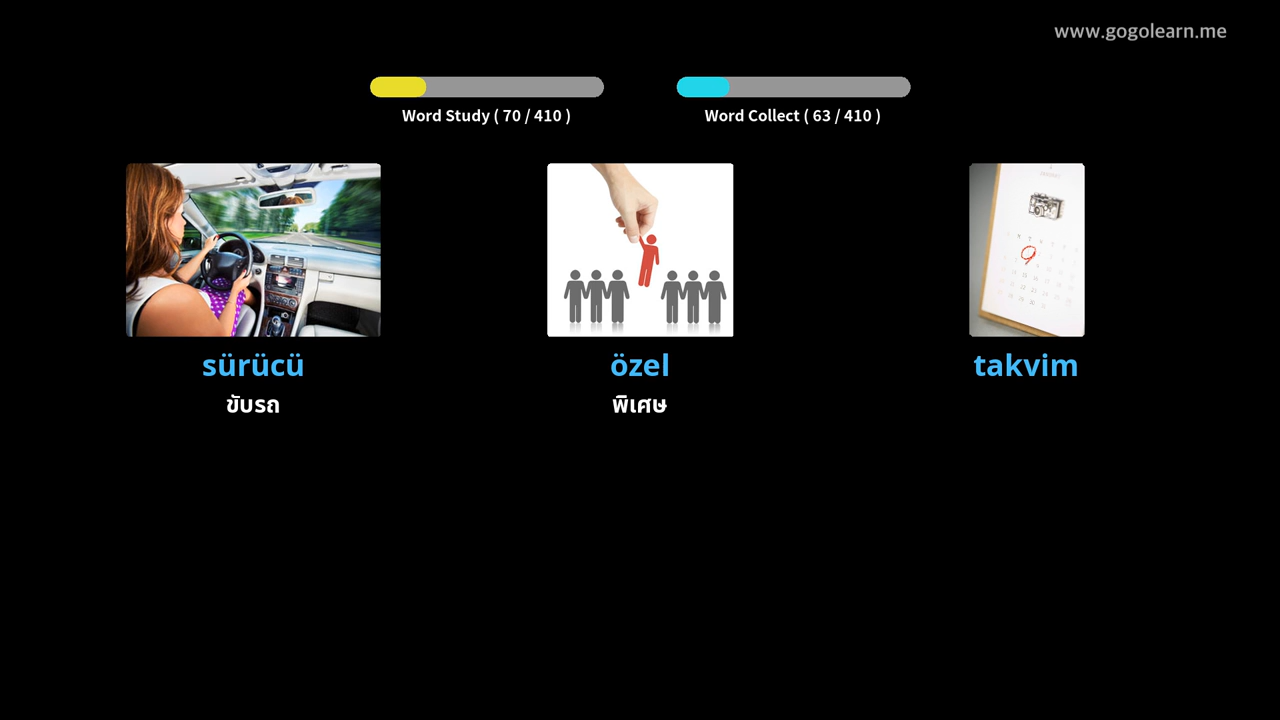 www.gogolearn.me
Word Study ( 70 / 410 )
Word Collect ( 63 / 410 )
sürücü
özel
takvim
ขับรถ
พิเศษ